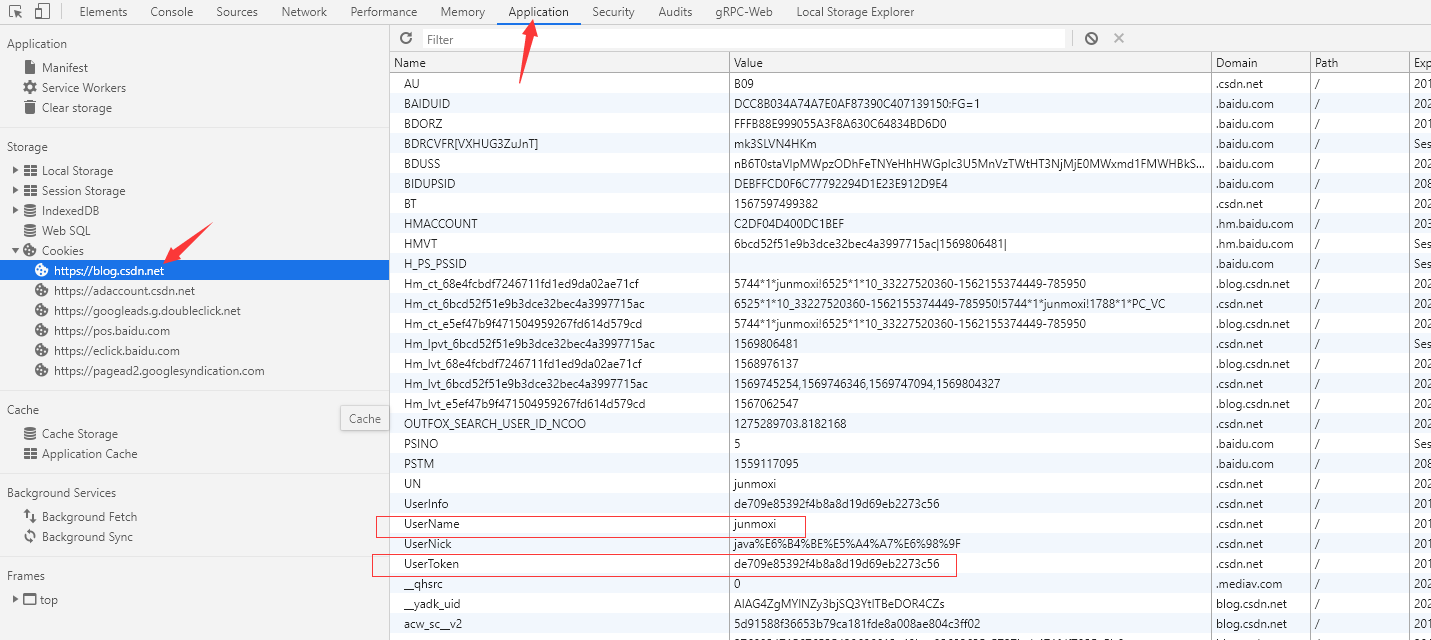 Elements Console Sources Network Performance Memory Application Security Audits gRPC-Web Local Storage Explorer
Application
Manifest
Service Workers
Clear storage
Storage
Local Storage
Session Storage
IndexedDB
Web SQL
Cookies
https://blog.csdn.net
https://adaccount.csdn.net
https://googleads.g.doubleclick.net
https://pos.baidu.com
https://eclick.baidu.com
https://pagead2.googlesyndication.com
Cache
Cache
Cache Storage
Application Cache
Background Services
Background Fetch
Background Sync
Frames
top
Filter
Name Value Domain Path Exp
AU B09 .csdn.net / 201
BAIDUID DCC8B034A74A7E0AF87390C407139150:FG=1 .baidu.com / 202
BDORZ FFFB88E999055A3F8A630C64834BD6D0 .baidu.com / 201
BDRCVFR[VXHUG3ZuJnT] mk3SLVN4HKm .baidu.com / Ses
BDUSS nB6T0staVlpMWpzODhFeTNYeHhHWGplc3U5MnVzTWtHT3NjMjE0MWxmd1FMWHBkS... .baidu.com / 202
BIDUPSID DEBFFCD0F6C77792294D1E23E912D9E4 .baidu.com / 208
BT 1567597499382 .csdn.net / 202
HMACCOUNT C2DF04D400DC1BEF .hm.baidu.com / 203
HMVT 6bcd52f51e9b3dce32bec4a3997715ac|1569806481| .hm.baidu.com / Ses
H_PS_PSSID .baidu.com / Ses
Hm_ct_68e4fcbdf7246711fd1ed9da02ae71cf 5744*1*junmoxi!6525*1*10_33227520360-1562155374449-785950 .blog.csdn.net / 202
Hm_ct_6bcd52f51e9b3dce32bec4a3997715ac 6525*1*10_33227520360-1562155374449-785950!5744*1*junmoxi!1788*1*PC_VC .csdn.net / 202
Hm_ct_e5ef47b9f471504959267fd614d579cd 5744*1*junmoxi!6525*1*10_33227520360-1562155374449-785950 .blog.csdn.net / 202
Hm_lpvt_6bcd52f51e9b3dce32bec4a3997715ac 1569806481 .csdn.net / Ses
Hm_lvt_68e4fcbdf7246711fd1ed9da02ae71cf 1568976137 .blog.csdn.net / 202
Hm_lvt_6bcd52f51e9b3dce32bec4a3997715ac 1569745254,1569746346,1569747094,1569804327 .csdn.net / 202
Hm_lvt_e5ef47b9f471504959267fd614d579cd 1567062547 .blog.csdn.net / 202
OUTFOX_SEARCH_USER_ID_NCOO 1275289703.8182168 .csdn.net / 202
PSINO 5 .baidu.com / Ses
PSTM 1559117095 .baidu.com / 208
UN junmoxi .csdn.net / 202
UserInfo de709e85392f4b8a8d19d69eb2273c56 .csdn.net / 201
UserName junmoxi .csdn.net / 201
UserNick java%E6%B4%BE%E5%A4%A7%E6%98%9F .csdn.net / 201
UserToken de709e85392f4b8a8d19d69eb2273c56 .csdn.net / 201
__qhsrc 0 .mediav.com / 202
__yadk_uid AIAG4ZgMYINZy3bjSQ3YtITBeDOR4CZs blog.csdn.net / 202
acw_sc__v2 5d91588f36653b79ca181fde8a008ae804c3ff02 blog.csdn.net / 201